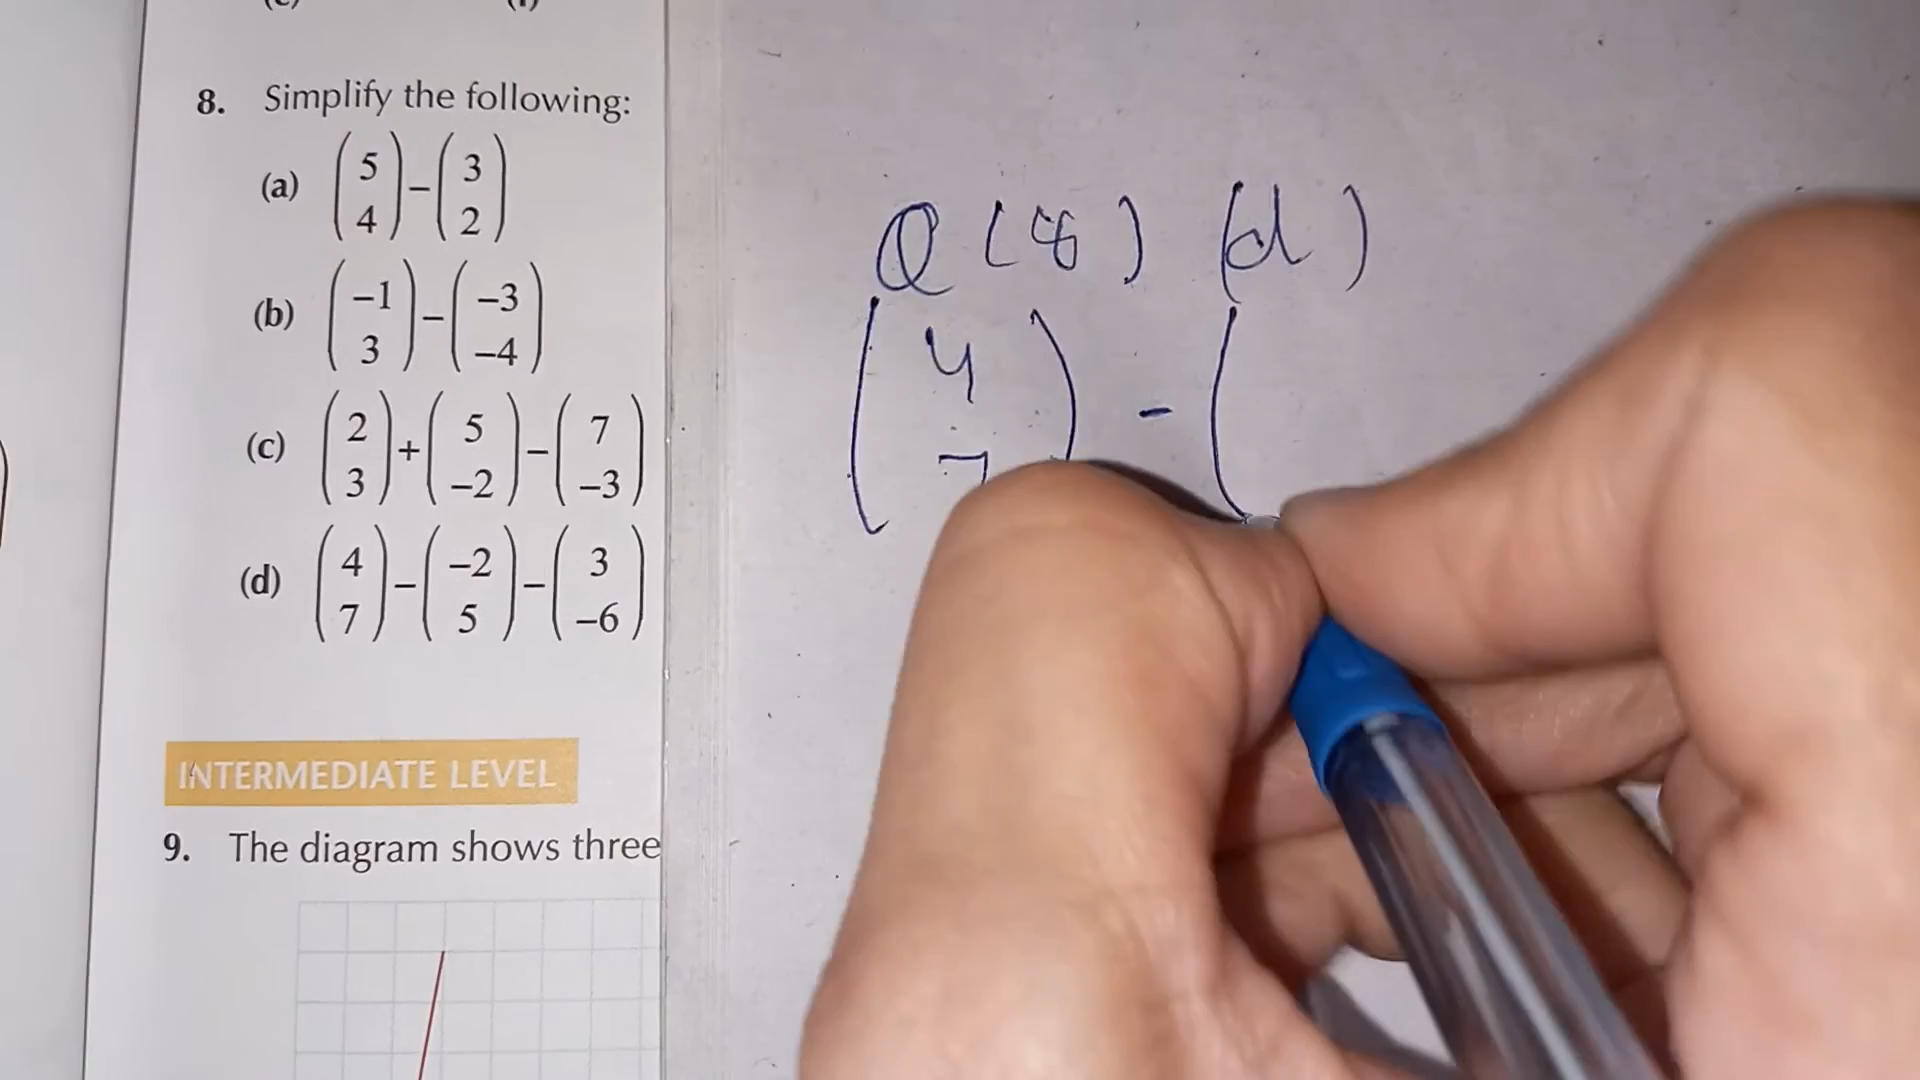 8. Simplify the following:
(a) (5 4) – (3 2)
(b) (–1 3) – (–3 –4)
(c) (2 3) + (5 –2) – (7 –3)
(d) (4 7) – (–2 5) – (3 –6)
INTERMEDIATE LEVEL
9. The diagram shows three
Q (8) (d)
(4 7) - (